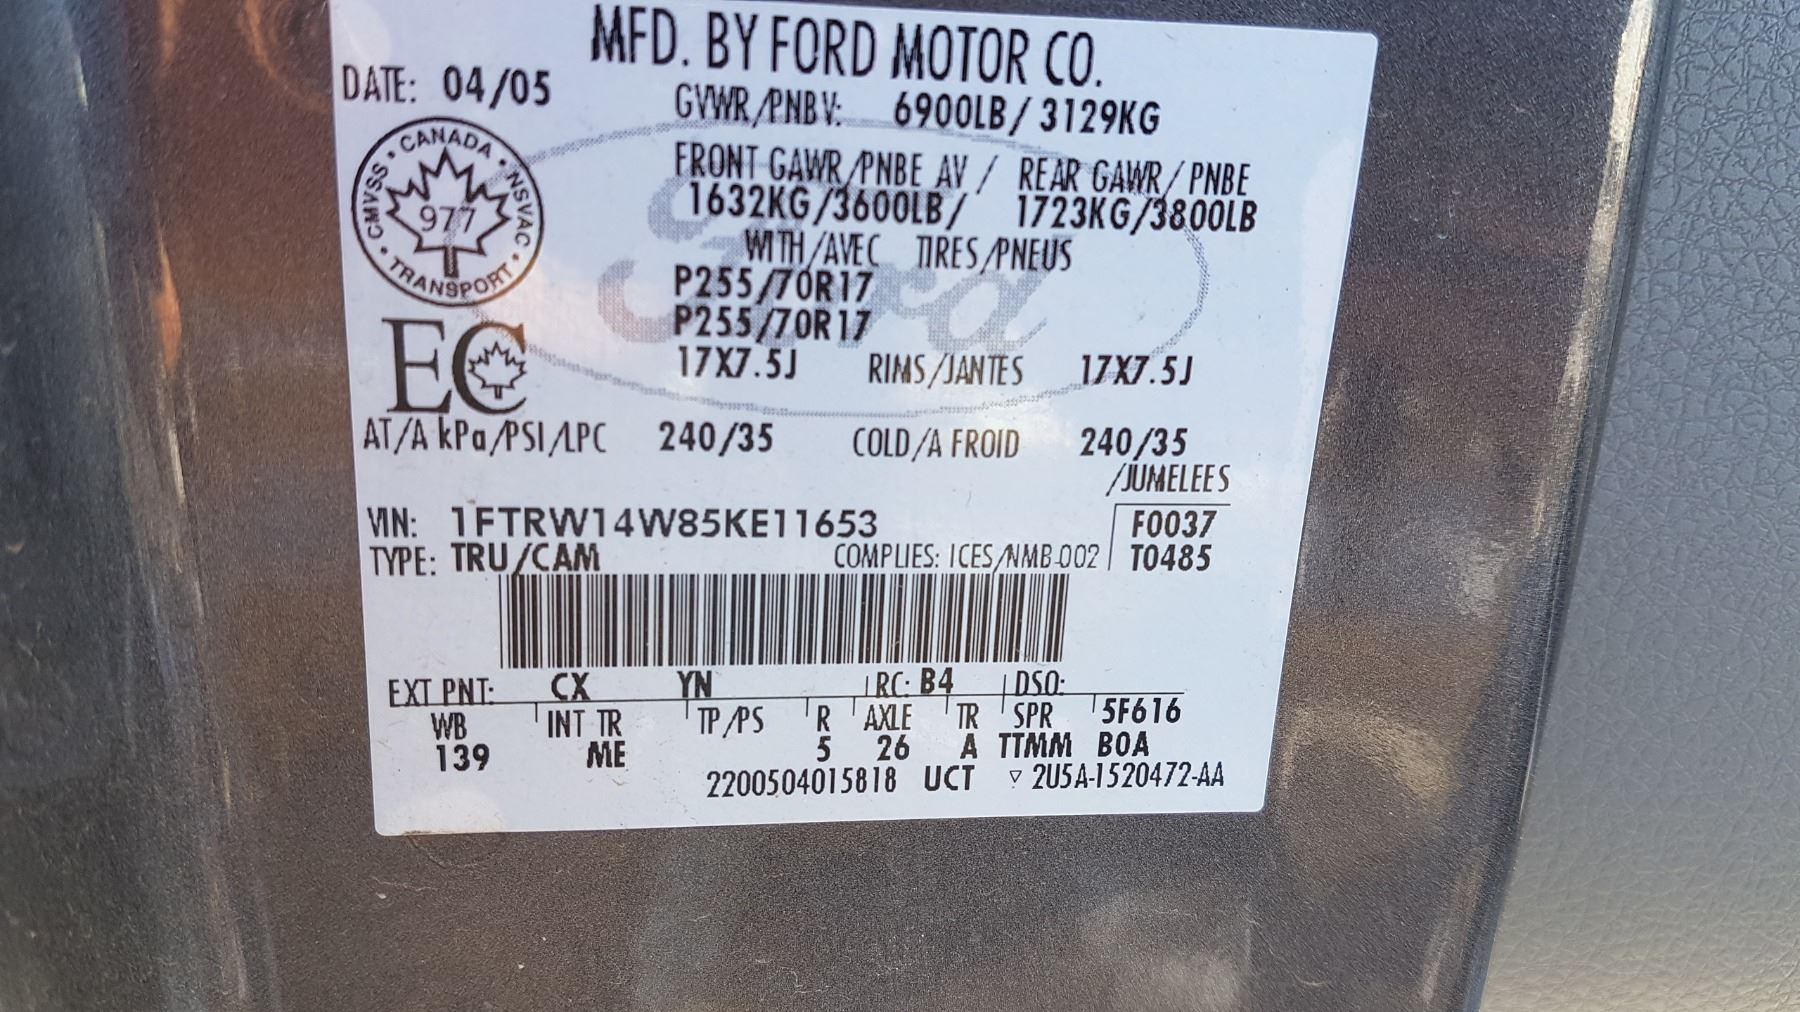 MFD. BY FORD MOTOR CO.
DATE: 04/05
GVWR/PNBV: 6900LB/3129KG
CMVSS • CANADA • NSVAC • TRANSPORT •
977
FRONT GAWR/PNBE AV / REAR GAWR/PNBE
1632KG/3600LB/ 1723KG/3800LB
WITH/AVEC TIRES/PNEUS
Ford
P255/70R17
P255/70R17
EC
17X7.5J RIMS/JANTES 17X7.5J
AT/A kPa/PSI/LPC 240/35 COLD/A FROID 240/35
/JUMELEES
VIN: 1FTRW14W85KE11653 F0037
TYPE: TRU/CAM COMPLIES: ICES/NMB-002 T0485
EXT PNT: CX YN RC: B4 DSO:
WB INT TR TP/PS R AXLE TR SPR 5F616
139 ME 5 26 A TTMM BOA
2200504015818 UCT ▽ 2U5A-1520472-AA